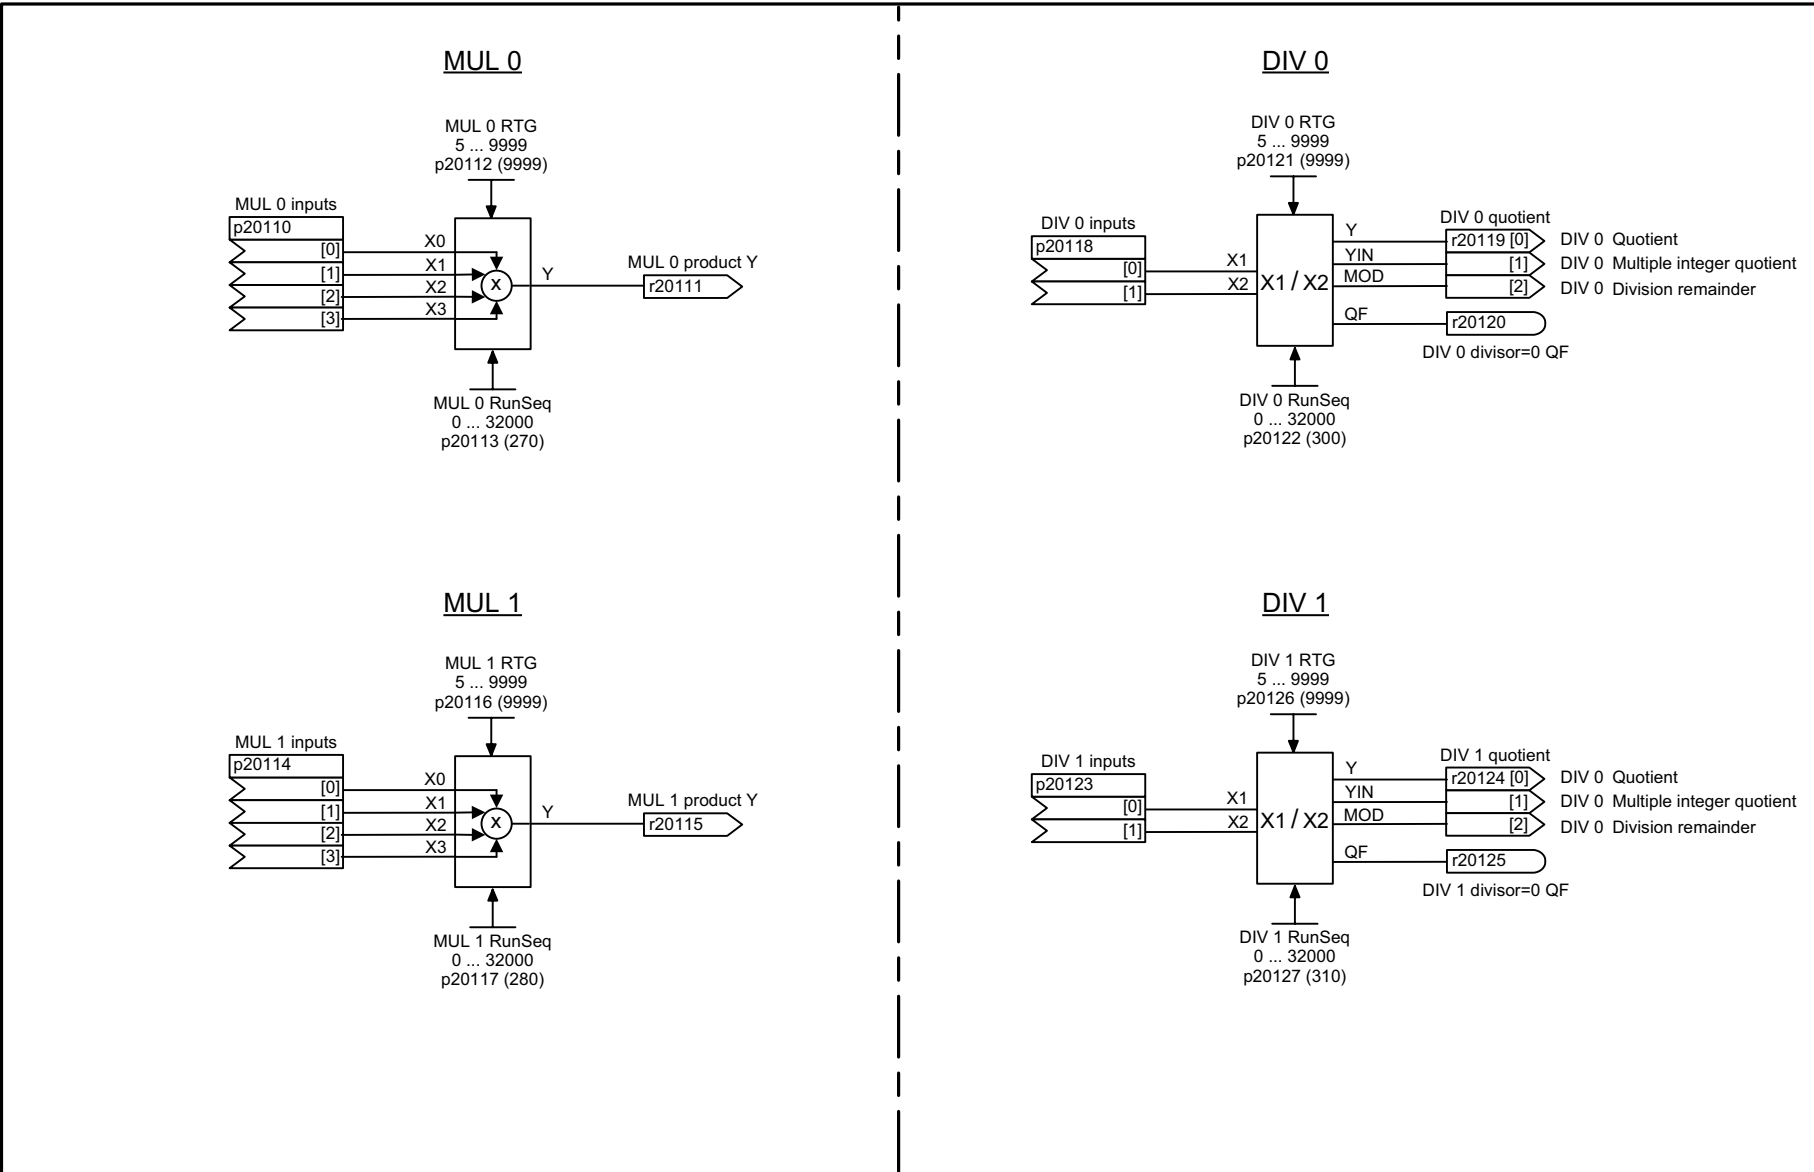 MUL 0
MUL 0 RTG
5 ... 9999
p20112 (9999)
MUL 0 inputs
p20110
[0]
[1]
[2]
[3]
X0
X1
X2
X3
X
Y
MUL 0 product Y
r20111
MUL 0 RunSeq
0 ... 32000
p20113 (270)
DIV 0
DIV 0 RTG
5 ... 9999
p20121 (9999)
DIV 0 inputs
p20118
[0]
[1]
X1
X2
X1 / X2
Y
YIN
MOD
QF
DIV 0 quotient
r20119 [0] DIV 0 Quotient
[1] DIV 0 Multiple integer quotient
[2] DIV 0 Division remainder
r20120
DIV 0 divisor=0 QF
DIV 0 RunSeq
0 ... 32000
p20122 (300)
MUL 1
MUL 1 RTG
5 ... 9999
p20116 (9999)
MUL 1 inputs
p20114
[0]
[1]
[2]
[3]
X0
X1
X2
X3
X
Y
MUL 1 product Y
r20115
MUL 1 RunSeq
0 ... 32000
p20117 (280)
DIV 1
DIV 1 RTG
5 ... 9999
p20126 (9999)
DIV 1 inputs
p20123
[0]
[1]
X1
X2
X1 / X2
Y
YIN
MOD
QF
DIV 1 quotient
r20124 [0] DIV 0 Quotient
[1] DIV 0 Multiple integer quotient
[2] DIV 0 Division remainder
r20125
DIV 1 divisor=0 QF
DIV 1 RunSeq
0 ... 32000
p20127 (310)